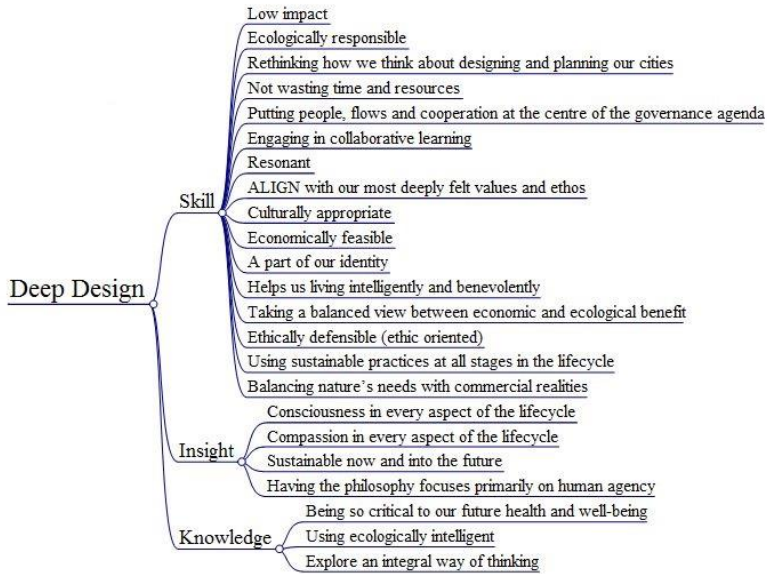 Low impact
Ecologically responsible
Rethinking how we think about designing and planning our cities
Not wasting time and resources
Putting people, flows and cooperation at the centre of the governance agenda
Engaging in collaborative learning
Resonant
ALIGN with our most deeply felt values and ethos
Skill
Culturally appropriate
Economically feasible
A part of our identity
Deep Design
Helps us living intelligently and benevolently
Taking a balanced view between economic and ecological benefit
Ethically defensible (ethic oriented)
Using sustainable practices at all stages in the lifecycle
Balancing nature's needs with commercial realities
Consciousness in every aspect of the lifecycle
Compassion in every aspect of the lifecycle
Insight
Sustainable now and into the future
Having the philosophy focuses primarily on human agency
Being so critical to our future health and well-being
Knowledge
Using ecologically intelligent
Explore an integral way of thinking